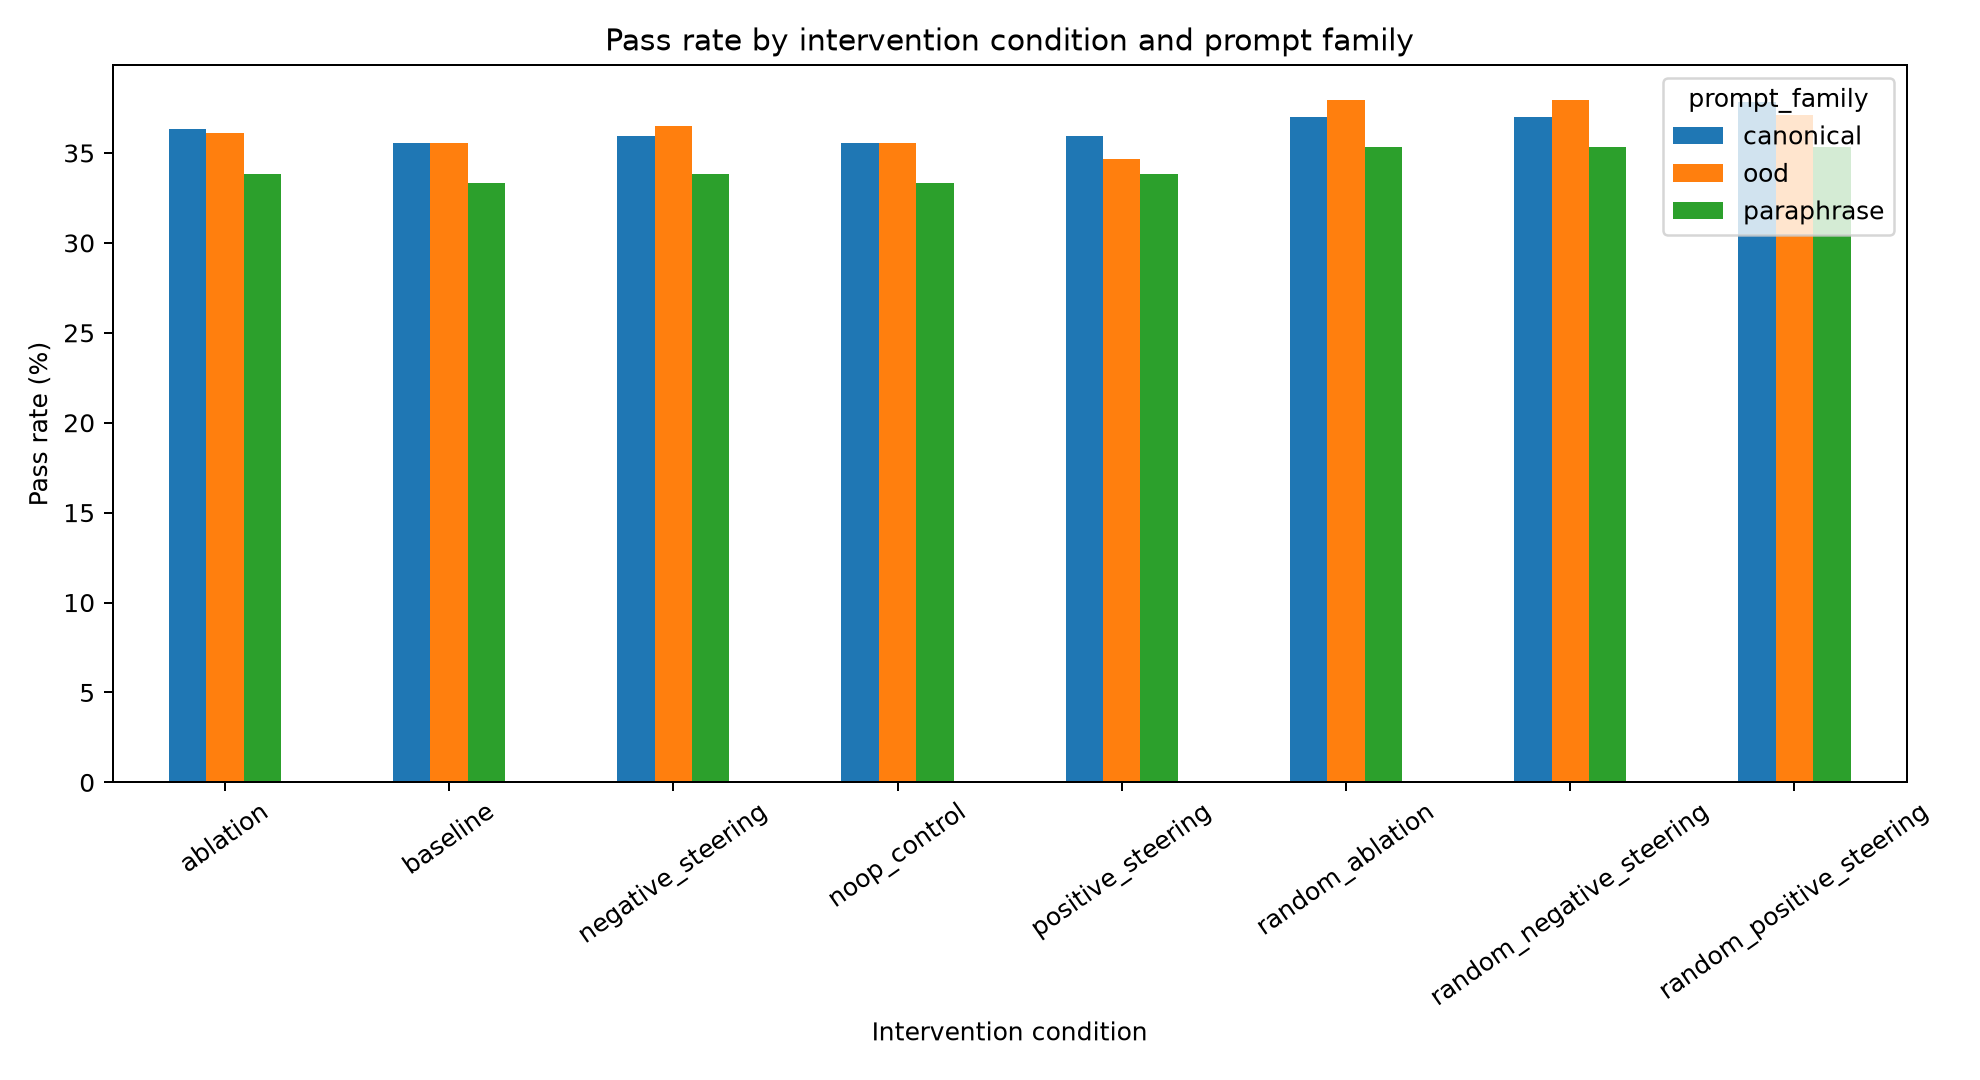 Pass rate by intervention condition and prompt family
prompt_family
canonical
ood
paraphrase
Pass rate (%)
35
30
25
20
15
10
5
0
ablation
baseline
negative_steering
noop_control
positive_steering
random_ablation
random_negative_steering
random_positive_steering
Intervention condition